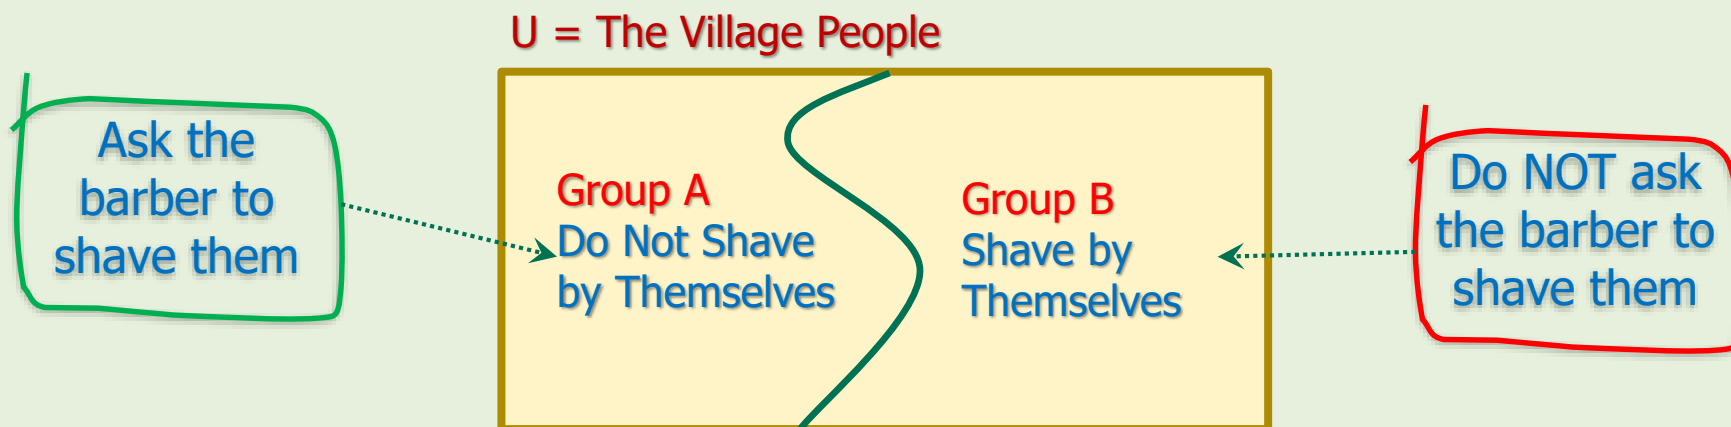 U = The Village People
Ask the
barber to
shave them
Group A
Do Not Shave
by Themselves
Group B
Shave by
Themselves
Do NOT ask
the barber to
shave them